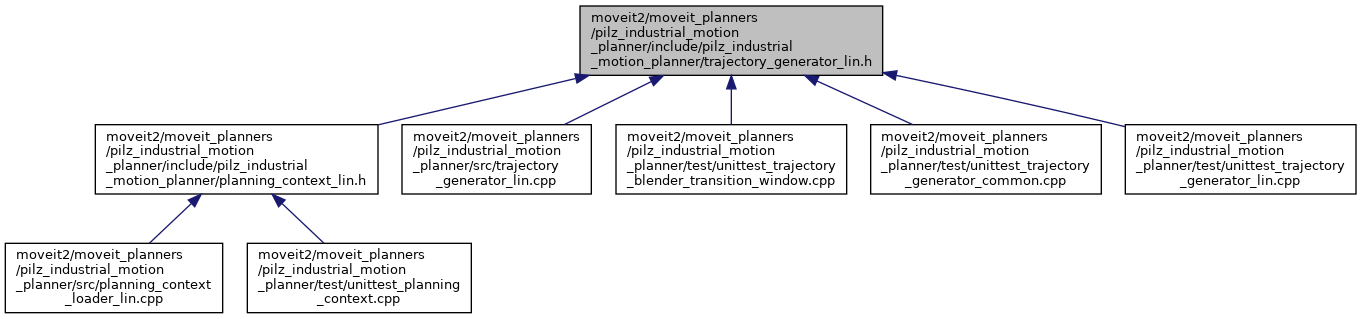 moveit2/moveit_planners
/pilz_industrial_motion
_planner/include/pilz_industrial
_motion_planner/trajectory_generator_lin.h
moveit2/moveit_planners
/pilz_industrial_motion
_planner/include/pilz_industrial
_motion_planner/planning_context_lin.h
moveit2/moveit_planners
/pilz_industrial_motion
_planner/src/trajectory
_generator_lin.cpp
moveit2/moveit_planners
/pilz_industrial_motion
_planner/test/unittest_trajectory
_blender_transition_window.cpp
moveit2/moveit_planners
/pilz_industrial_motion
_planner/test/unittest_trajectory
_generator_common.cpp
moveit2/moveit_planners
/pilz_industrial_motion
_planner/test/unittest_trajectory
_generator_lin.cpp
moveit2/moveit_planners
/pilz_industrial_motion
_planner/src/planning_context
_loader_lin.cpp
moveit2/moveit_planners
/pilz_industrial_motion
_planner/test/unittest_planning
_context.cpp